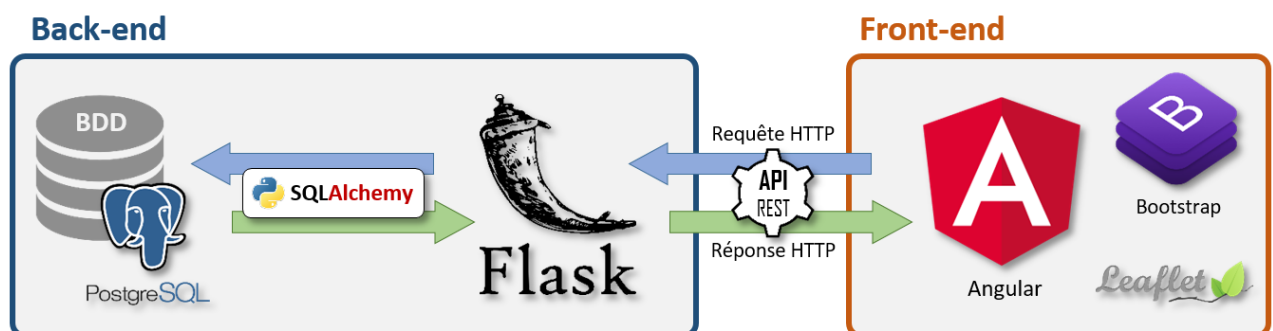 Back-end
Front-end
BDD
PostgreSQL
SQLAlchemy
Flask
Requête HTTP
API
REST
Réponse HTTP
A
Angular
B
Bootstrap
Leaflet